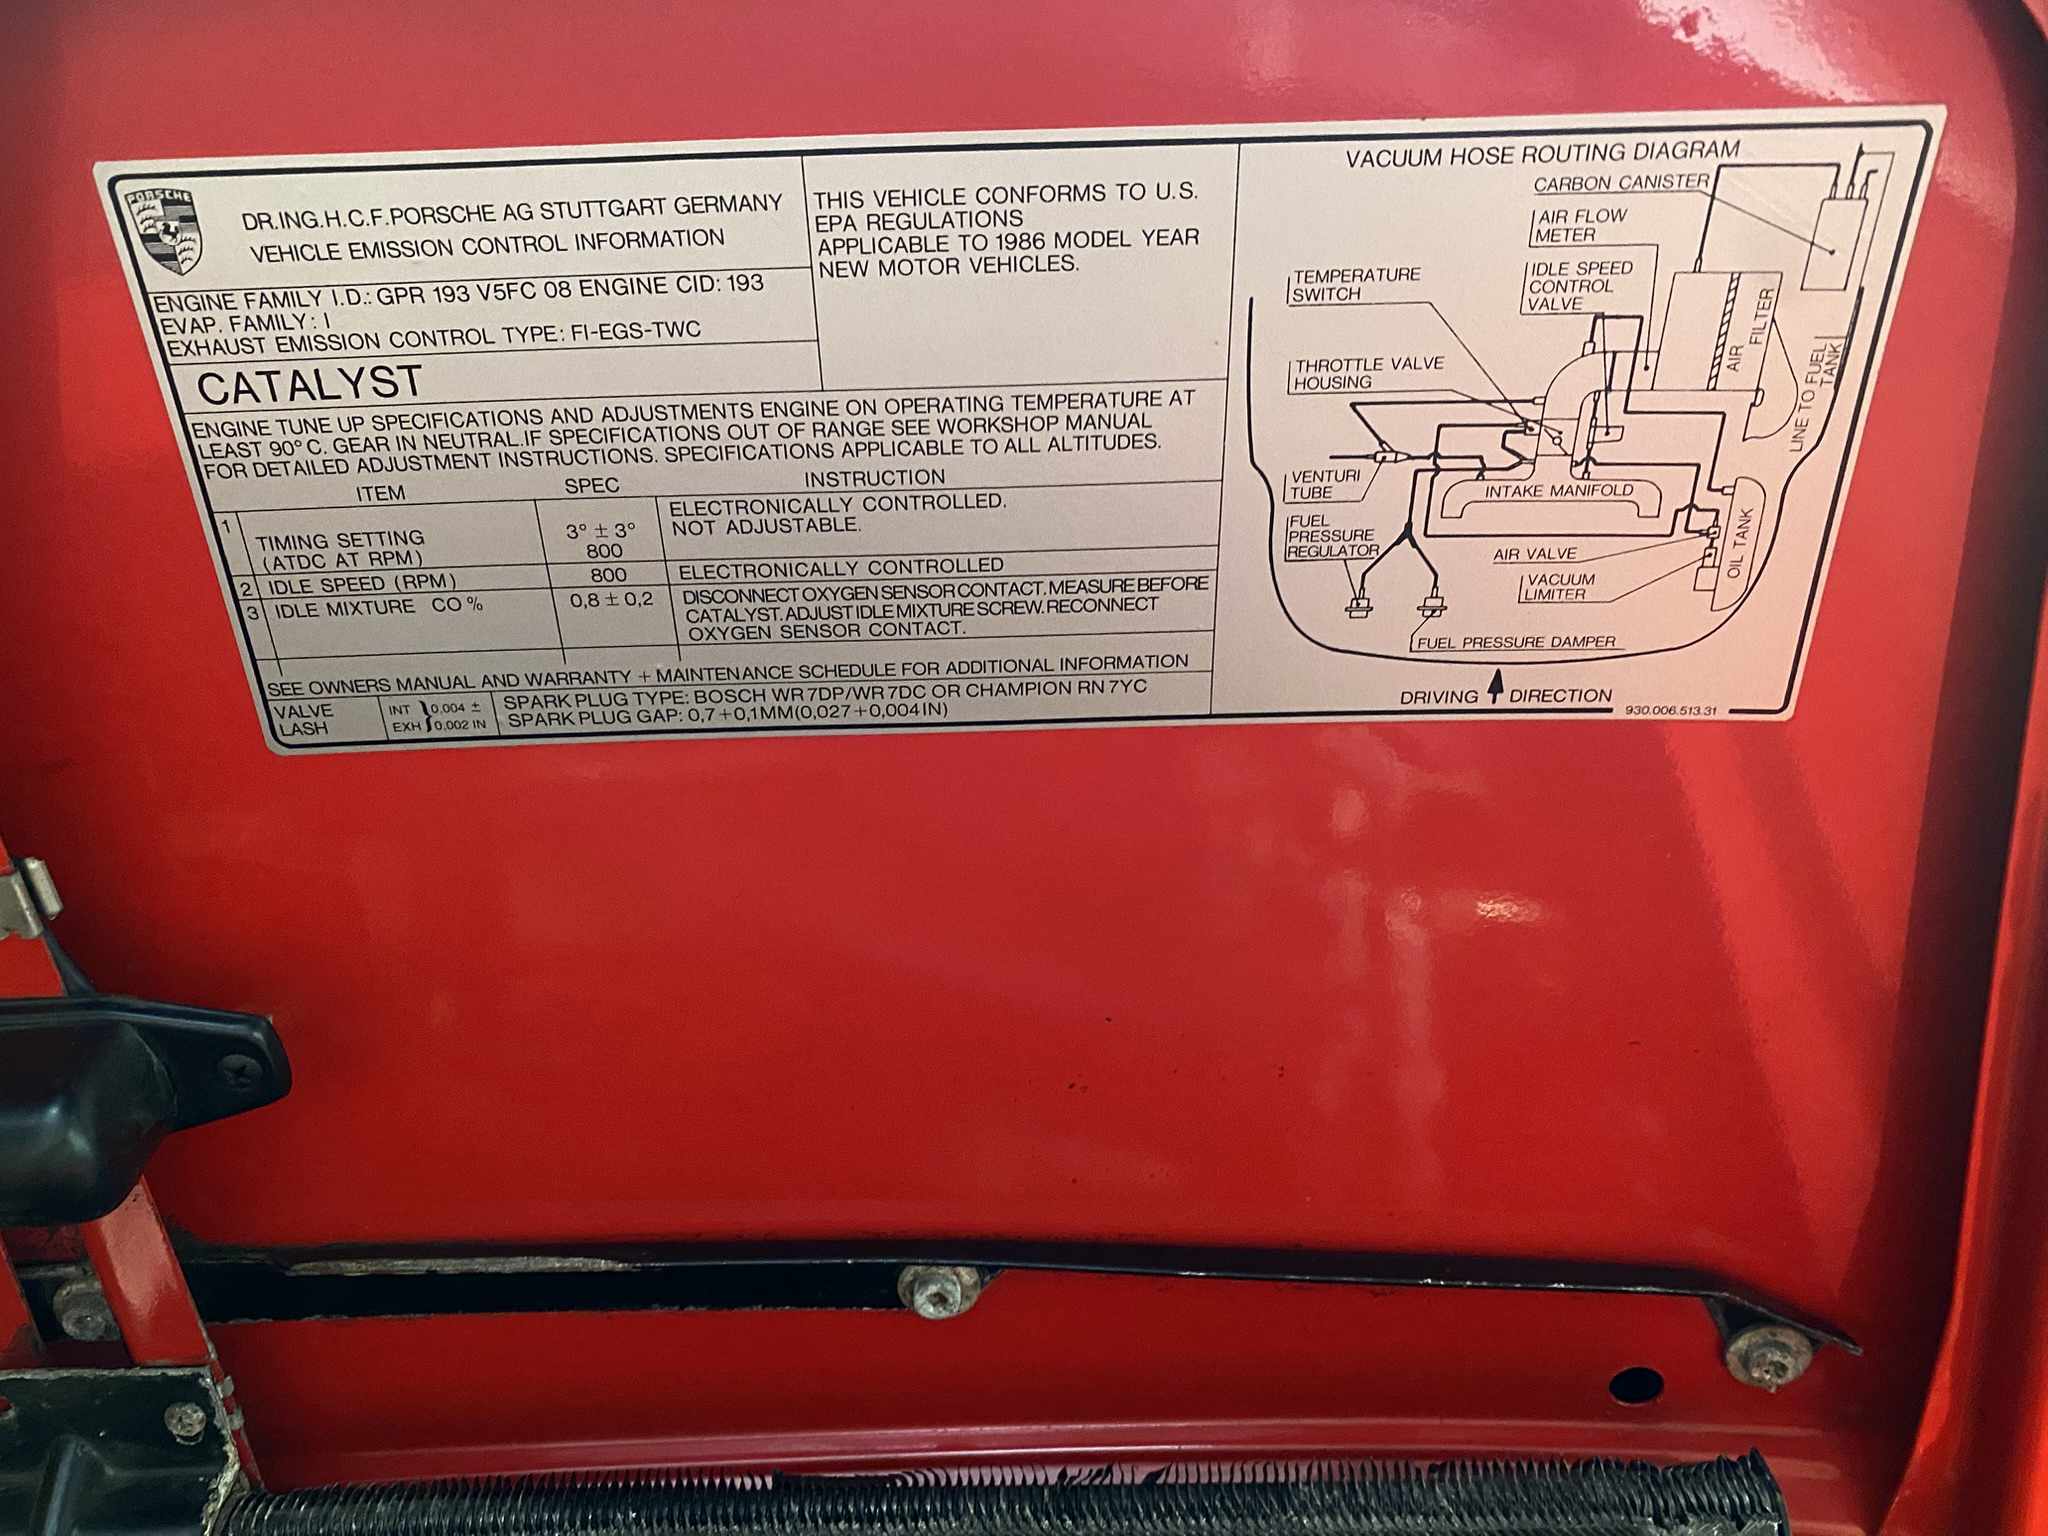 PORSCHE
DR.ING.H.C.F.PORSCHE AG STUTTGART GERMANY
VEHICLE EMISSION CONTROL INFORMATION
ENGINE FAMILY I.D.: GPR 193 V5FC 08 ENGINE CID: 193
EVAP. FAMILY: I
EXHAUST EMISSION CONTROL TYPE: FI-EGS-TWC
CATALYST
THIS VEHICLE CONFORMS TO U.S.
EPA REGULATIONS
APPLICABLE TO 1986 MODEL YEAR
NEW MOTOR VEHICLES.
ENGINE TUNE UP SPECIFICATIONS AND ADJUSTMENTS ENGINE ON OPERATING TEMPERATURE AT
LEAST 90°C. GEAR IN NEUTRAL.IF SPECIFICATIONS OUT OF RANGE SEE WORKSHOP MANUAL
FOR DETAILED ADJUSTMENT INSTRUCTIONS. SPECIFICATIONS APPLICABLE TO ALL ALTITUDES.
ITEM SPEC INSTRUCTION
1 TIMING SETTING 3° ± 3° ELECTRONICALLY CONTROLLED.
(ATDC AT RPM) 800 NOT ADJUSTABLE.
2 IDLE SPEED (RPM) 800 ELECTRONICALLY CONTROLLED
3 IDLE MIXTURE CO% 0,8 ± 0,2 DISCONNECT OXYGEN SENSOR CONTACT. MEASURE BEFORE
CATALYST. ADJUST IDLE MIXTURE SCREW. RECONNECT
OXYGEN SENSOR CONTACT.
SEE OWNERS MANUAL AND WARRANTY + MAINTENANCE SCHEDULE FOR ADDITIONAL INFORMATION
VALVE INT 0,004 ±
LASH EXH 0,002 IN
SPARK PLUG TYPE: BOSCH WR 7DP/WR 7DC OR CHAMPION RN 7YC
SPARK PLUG GAP: 0,7+0,1MM(0,027+0,004IN)
VACUUM HOSE ROUTING DIAGRAM
CARBON CANISTER
AIR FLOW
METER
TEMPERATURE
SWITCH
IDLE SPEED
CONTROL
VALVE
AIR
FILTER
LINE TO FUEL
TANK
THROTTLE VALVE
HOUSING
VENTURI
TUBE
INTAKE MANIFOLD
FUEL
PRESSURE
REGULATOR
OIL TANK
AIR VALVE
VACUUM
LIMITER
FUEL PRESSURE DAMPER
DRIVING DIRECTION
930.006.513.31